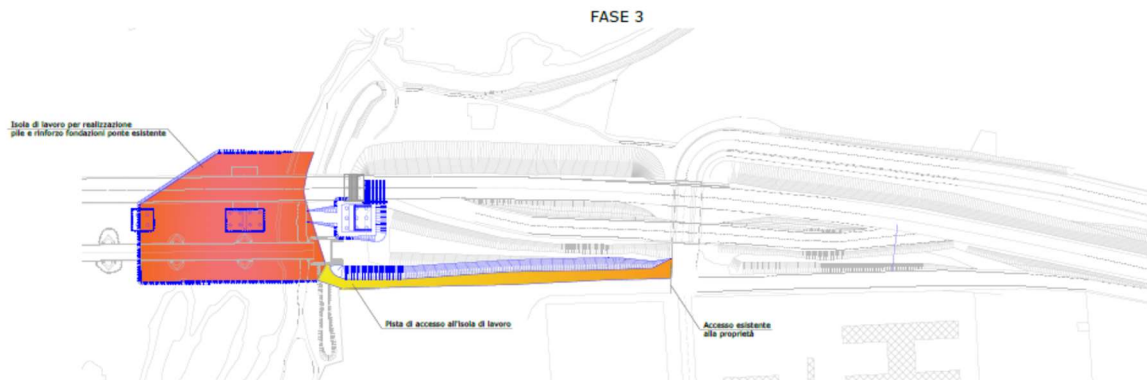 FASE 3
Isola di lavoro per realizzazione
pile e rinforzo fondazioni ponte esistente
Pista di accesso all'isola di lavoro
Accesso esistente
alla proprietà